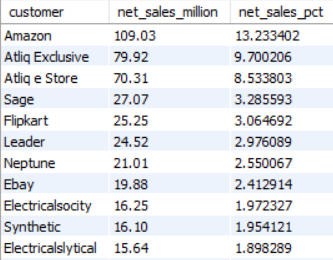 customer net_sales_million net_sales_pct
Amazon 109.03 13.233402
Atliq Exclusive 79.92 9.700206
Atliq e Store 70.31 8.533803
Sage 27.07 3.285593
Flipkart 25.25 3.064692
Leader 24.52 2.976089
Neptune 21.01 2.550067
Ebay 19.88 2.412914
Electricalsocity 16.25 1.972327
Synthetic 16.10 1.954121
Electricalslytical 15.64 1.898289